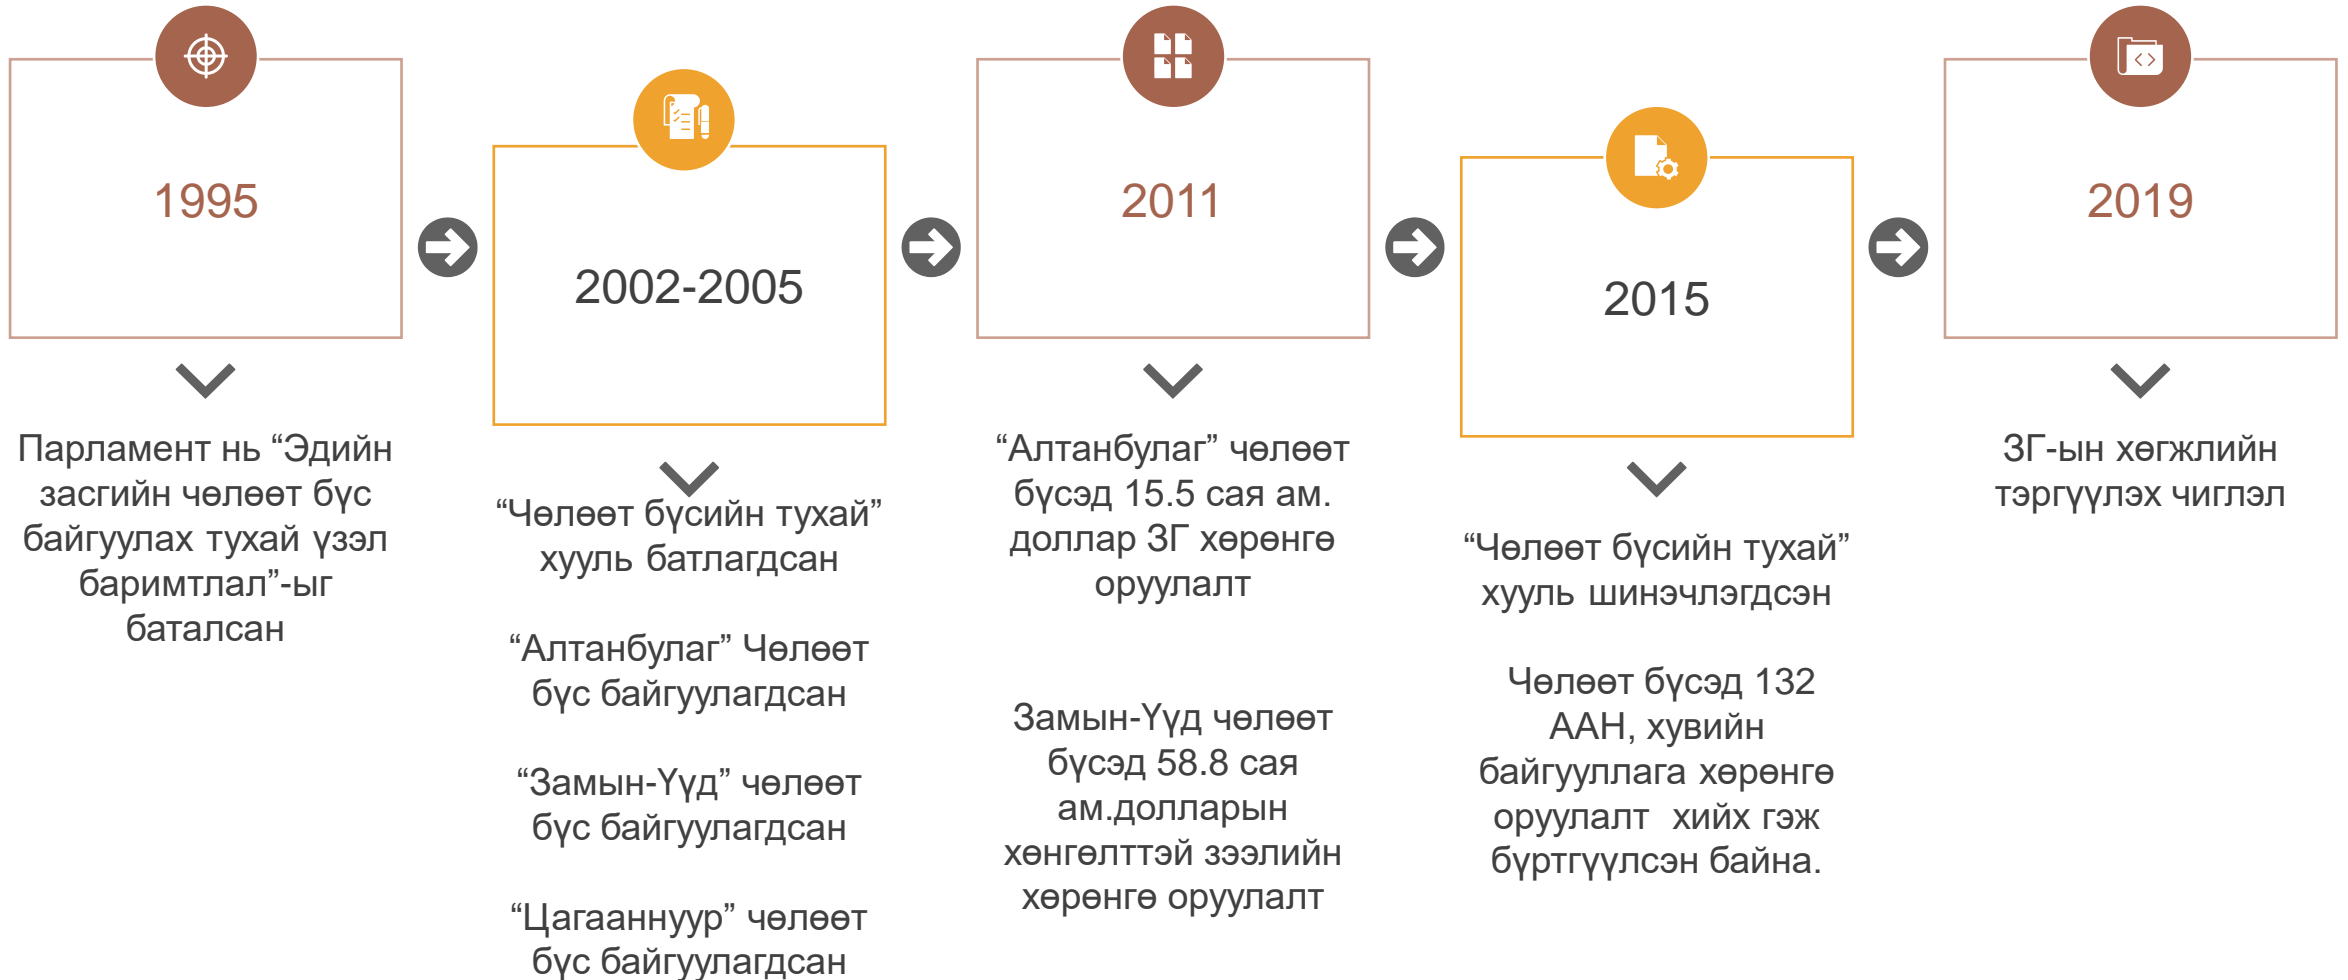 1995
Парламент нь “Эдийн
засгийн чөлөөт бүс
байгуулах тухай үзэл
баримтлал”-ыг
баталсан
2002-2005
“Чөлөөт бүсийн тухай”
хууль батлагдсан
“Алтанбулаг” Чөлөөт
бүс байгуулагдсан
“Замын-Үүд” чөлөөт
бүс байгуулагдсан
“Цагааннуур” чөлөөт
бүс байгуулагдсан
2011
“Алтанбулаг” чөлөөт
бүсэд 15.5 сая ам.
доллар ЗГ хөрөнгө
оруулалт
Замын-Үүд чөлөөт
бүсэд 58.8 сая
ам.долларын
хөнгөлттэй зээлийн
хөрөнгө оруулалт
2015
“Чөлөөт бүсийн тухай”
хууль шинэчлэгдсэн
Чөлөөт бүсэд 132
ААН, хувийн
байгууллага хөрөнгө
оруулалт  хийх гэж
бүртгүүлсэн байна.
2019
ЗГ-ын хөгжлийн
тэргүүлэх чиглэл